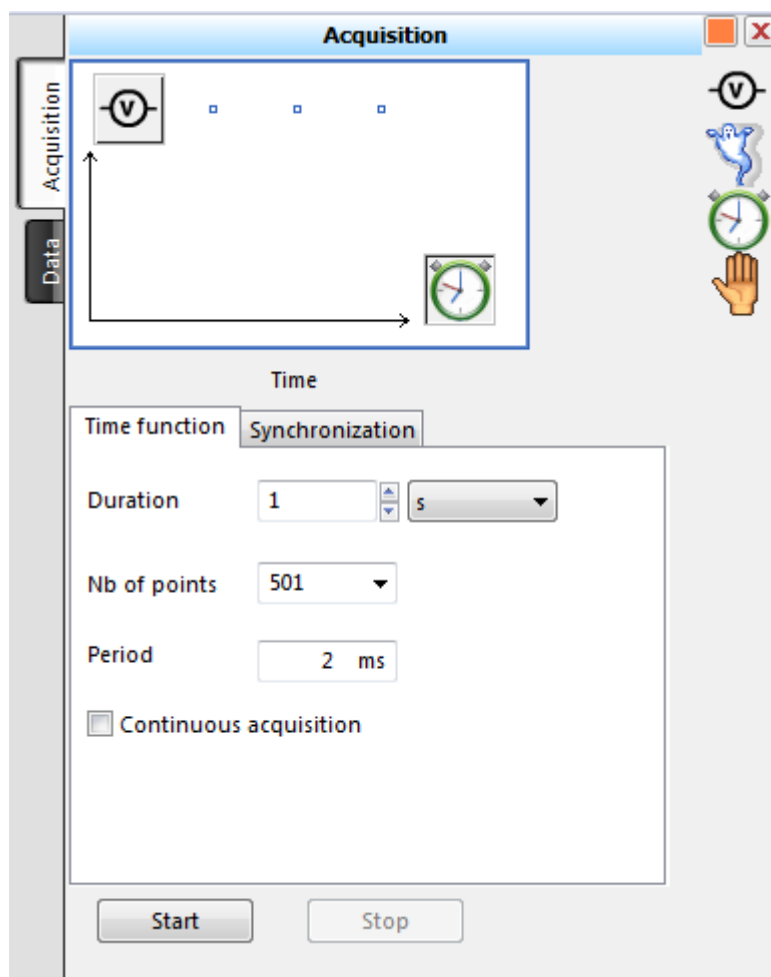 Acquisition
X
Acquisition
V
V
Data
Time
Time function
Synchronization
Duration
1
s
Nb of points
501
Period
2 ms
Continuous acquisition
Start
Stop